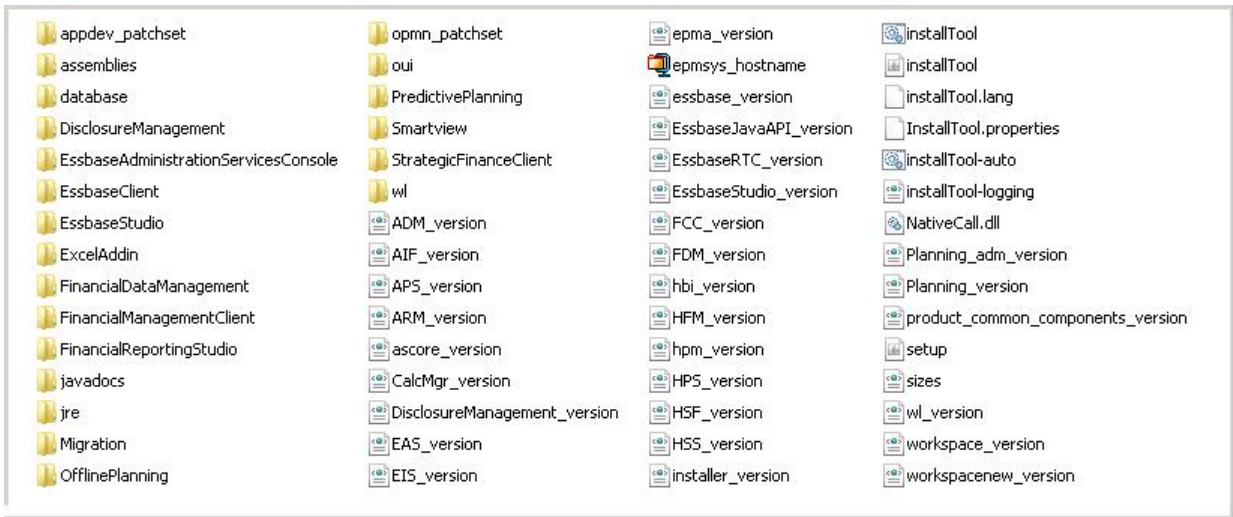 appdev_patchset
assemblies
database
DisclosureManagement
EssbaseAdministrationServicesConsole
EssbaseClient
EssbaseStudio
ExcelAddin
FinancialDataManagement
FinancialManagementClient
FinancialReportingStudio
javadocs
jre
Migration
OfflinePlanning
opmn_patchset
oui
PredictivePlanning
Smartview
StrategicFinanceClient
wl
ADM_version
AIF_version
APS_version
ARM_version
ascore_version
CalcMgr_version
DisclosureManagement_version
EAS_version
EIS_version
epma_version
epmsys_hostname
essbase_version
EssbaseJavaAPI_version
EssbaseRTC_version
EssbaseStudio_version
FCC_version
FDM_version
hbi_version
HFM_version
hpm_version
HPS_version
HSF_version
HSS_version
installer_version
installTool
installTool
installTool.lang
InstallTool.properties
installTool-auto
installTool-logging
NativeCall.dll
Planning_adm_version
Planning_version
product_common_components_version
setup
sizes
wl_version
workspace_version
workspacenew_version